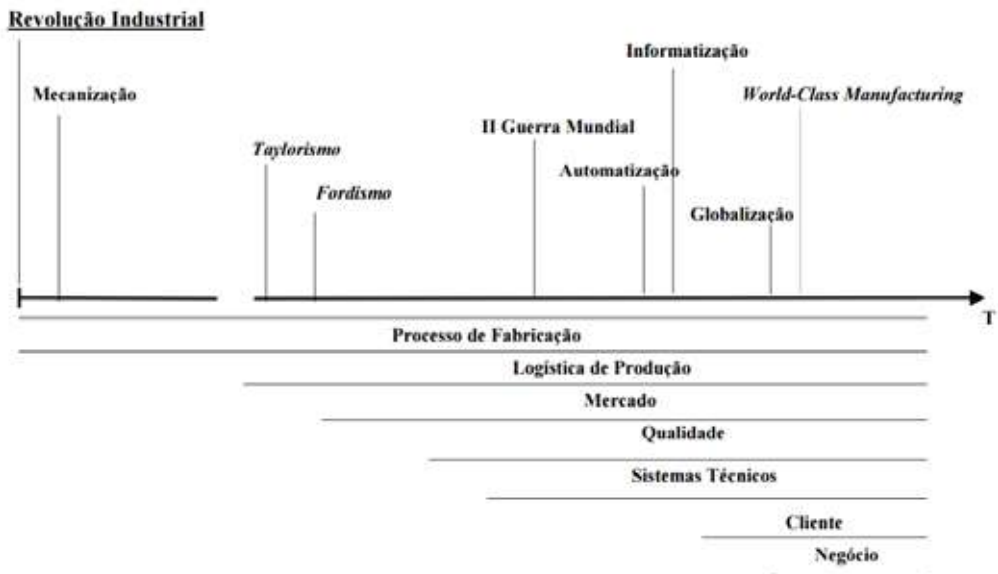 Revolução Industrial
Informatização
Mecanização
World-Class Manufacturing
II Guerra Mundial
Taylorismo
Automatização
Fordismo
Globalização
T
Processo de Fabricação
Logística de Produção
Mercado
Qualidade
Sistemas Técnicos
Cliente
Negócio